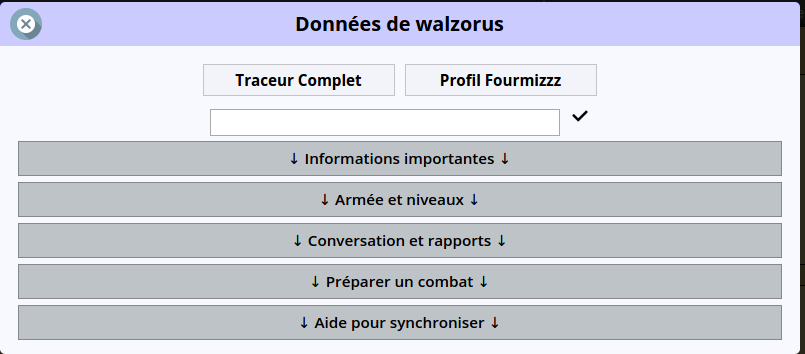 Données de walzorus
Traceur Complet
Profil Fourmizzz
↓ Informations importantes ↓
↓ Armée et niveaux ↓
↓ Conversation et rapports ↓
↓ Préparer un combat ↓
↓ Aide pour synchroniser ↓